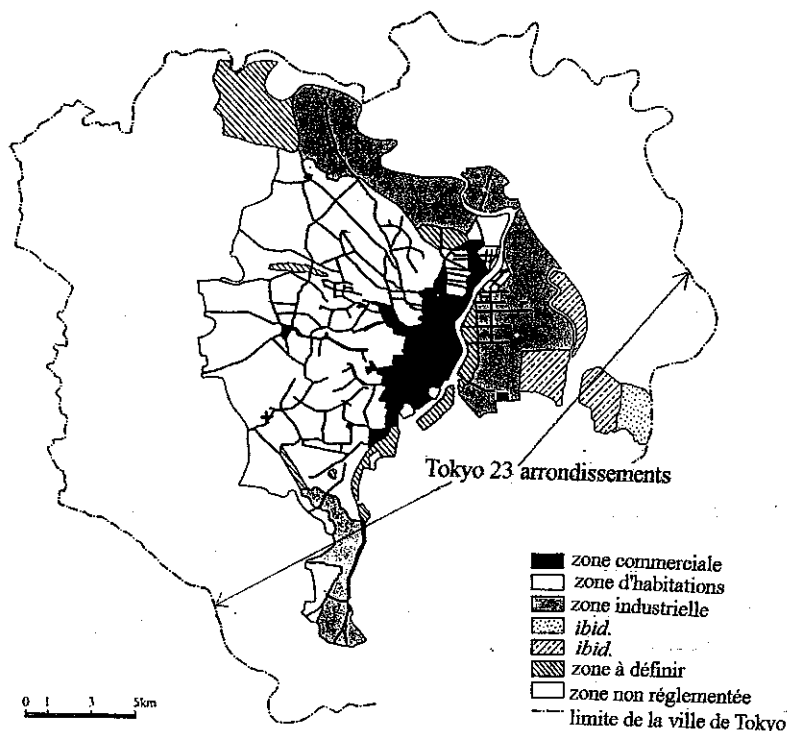 Tokyo 23 arrondissements
zone commerciale
zone d'habitations
zone industrielle
ibid.
ibid.
zone à définir
zone non réglementée
limite de la ville de Tokyo
0 1 3 5km